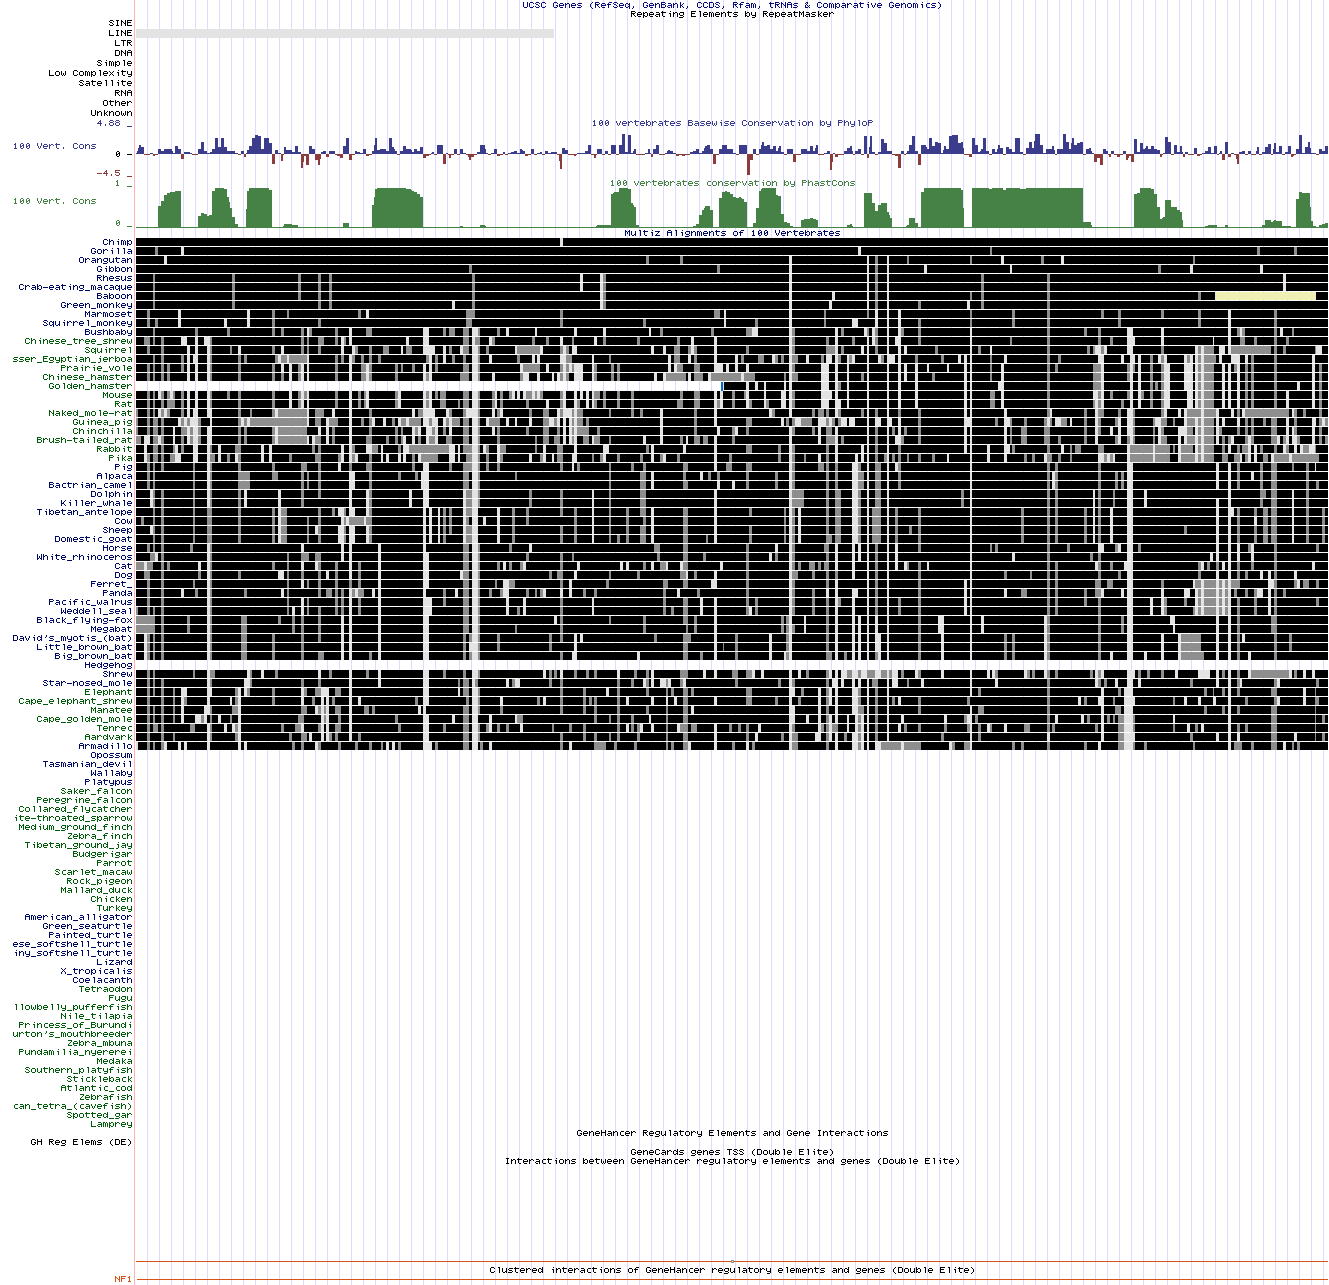 UCSC Genes (RefSeq, GenBank, CCDS, Rfam, tRNAs & Comparative Genomics)
Repeating Elements by RepeatMasker
SINE
LINE
LTR
DNA
Simple
Low Complexity
Satellite
RNA
Other
Unknown
100 vertebrates Basewise Conservation by PhyloP
4.88 _
100 Vert. Cons
0 _
-4.5 _
100 vertebrates conservation by PhastCons
1 _
100 Vert. Cons
0 _
Multiz Alignments of 100 Vertebrates
Chimp
Gorilla
Orangutan
Gibbon
Rhesus
Crab-eating_macaque
Baboon
Green_monkey
Marmoset
Squirrel_monkey
Bushbaby
Chinese_tree_shrew
Squirrel
sser_Egyptian_jerboa
Prairie_vole
Chinese_hamster
Golden_hamster
Mouse
Rat
Naked_mole-rat
Guinea_pig
Chinchilla
Brush-tailed_rat
Rabbit
Pika
Pig
Alpaca
Bactrian_camel
Dolphin
Killer_whale
Tibetan_antelope
Cow
Sheep
Domestic_goat
Horse
White_rhinoceros
Cat
Dog
Ferret_
Panda
Pacific_walrus
Weddell_seal
Black_flying-fox
Megabat
David's_myotis_(bat)
Little_brown_bat
Big_brown_bat
Hedgehog
Shrew
Star-nosed_mole
Elephant
Cape_elephant_shrew
Manatee
Cape_golden_mole
Tenrec
Aardvark
Armadillo
Opossum
Tasmanian_devil
Wallaby
Platypus
Saker_falcon
Peregrine_falcon
Collared_flycatcher
ite-throated_sparrow
Medium_ground_finch
Zebra_finch
Tibetan_ground_jay
Budgerigar
Parrot
Scarlet_macaw
Rock_pigeon
Mallard_duck
Chicken
Turkey
American_alligator
Green_seaturtle
Painted_turtle
ese_softshell_turtle
iny_softshell_turtle
Lizard
X_tropicalis
Coelacanth
Tetraodon
Fugu
llowbelly_pufferfish
Nile_tilapia
Princess_of_Burundi
urton's_mouthbreeder
Zebra_mbuna
Pundamilia_nyererei
Medaka
Southern_platyfish
Stickleback
Atlantic_cod
Zebrafish
can_tetra_(cavefish)
Spotted_gar
Lamprey
GeneHancer Regulatory Elements and Gene Interactions
GH Reg Elems (DE)
GeneCards genes TSS (Double Elite)
Interactions between GeneHancer regulatory elements and genes (Double Elite)
Clustered interactions of GeneHancer regulatory elements and genes (Double Elite)
NF1